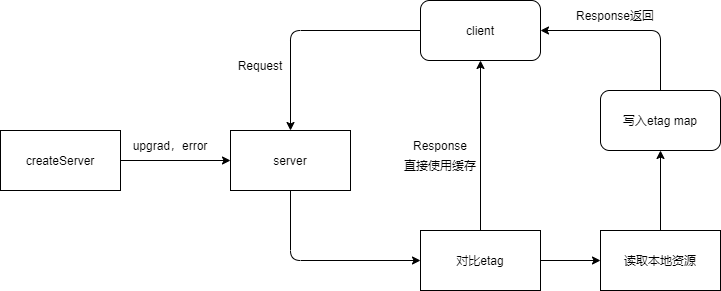 Response返回
client
Request
写入etag map
upgrad，error
Response
直接使用缓存
createServer
server
对比etag
读取本地资源